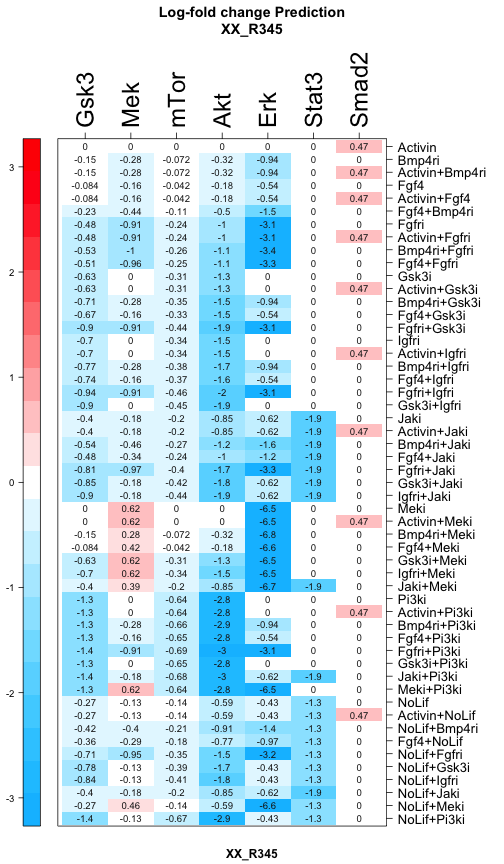 Log-fold change Prediction
XX_R345
Gsk3 Mek mTor Akt Erk Stat3 Smad2
3
2
1
0
-1
-2
-3
0 0 0 0 0 0 0.47 Activin
-0.15 -0.28 -0.072 -0.32 -0.94 0 0 Bmp4ri
-0.15 -0.28 -0.072 -0.32 -0.94 0 0.47 Activin+Bmp4ri
-0.084 -0.16 -0.042 -0.18 -0.54 0 0 Fgf4
-0.084 -0.16 -0.042 -0.18 -0.54 0 0.47 Activin+Fgf4
-0.23 -0.44 -0.11 -0.5 -1.5 0 0 Fgf4+Bmp4ri
-0.48 -0.91 -0.24 -1 -3.1 0 0 Fgfri
-0.48 -0.91 -0.24 -1 -3.1 0 0.47 Activin+Fgfri
-0.53 -1 -0.26 -1.1 -3.4 0 0 Bmp4ri+Fgfri
-0.51 -0.96 -0.25 -1.1 -3.3 0 0 Fgf4+Fgfri
-0.63 0 -0.31 -1.3 0 0 0 Gsk3i
-0.63 0 -0.31 -1.3 0 0 0.47 Activin+Gsk3i
-0.71 -0.28 -0.35 -1.5 -0.94 0 0 Bmp4ri+Gsk3i
-0.67 -0.16 -0.33 -1.5 -0.54 0 0 Fgf4+Gsk3i
-0.9 -0.91 -0.44 -1.9 -3.1 0 0 Fgfri+Gsk3i
-0.7 0 -0.34 -1.5 0 0 0 Igfri
-0.7 0 -0.34 -1.5 0 0 0.47 Activin+Igfri
-0.77 -0.28 -0.38 -1.7 -0.94 0 0 Bmp4ri+Igfri
-0.74 -0.16 -0.37 -1.6 -0.54 0 0 Fgf4+Igfri
-0.94 -0.91 -0.46 -2 -3.1 0 0 Fgfri+Igfri
-0.9 0 -0.45 -1.9 0 0 0 Gsk3i+Igfri
-0.4 -0.18 -0.2 -0.85 -0.62 -1.9 0 Jaki
-0.4 -0.18 -0.2 -0.85 -0.62 -1.9 0.47 Activin+Jaki
-0.54 -0.46 -0.27 -1.2 -1.6 -1.9 0 Bmp4ri+Jaki
-0.48 -0.34 -0.24 -1 -1.2 -1.9 0 Fgf4+Jaki
-0.81 -0.97 -0.4 -1.7 -3.3 -1.9 0 Fgfri+Jaki
-0.85 -0.18 -0.42 -1.8 -0.62 -1.9 0 Gsk3i+Jaki
-0.9 -0.18 -0.44 -1.9 -0.62 -1.9 0 Igfri+Jaki
0 0.62 0 0 -6.5 0 0 Meki
0 0.62 0 0 -6.5 0 0.47 Activin+Meki
-0.15 0.28 -0.072 -0.32 -6.8 0 0 Bmp4ri+Meki
-0.084 0.42 -0.042 -0.18 -6.6 0 0 Fgf4+Meki
-0.63 0.62 -0.31 -1.3 -6.5 0 0 Gsk3i+Meki
-0.7 0.62 -0.34 -1.5 -6.5 0 0 Igfri+Meki
-0.4 0.39 -0.2 -0.85 -6.7 -1.9 0 Jaki+Meki
-1.3 0 -0.64 -2.8 0 0 0 Pi3ki
-1.3 0 -0.64 -2.8 0 0 0.47 Activin+Pi3ki
-1.3 -0.28 -0.66 -2.9 -0.94 0 0 Bmp4ri+Pi3ki
-1.3 -0.16 -0.65 -2.8 -0.54 0 0 Fgf4+Pi3ki
-1.4 -0.91 -0.69 -3 -3.1 0 0 Fgfri+Pi3ki
-1.3 0 -0.65 -2.8 0 0 0 Gsk3i+Pi3ki
-1.4 -0.18 -0.68 -3 -0.62 -1.9 0 Jaki+Pi3ki
-1.3 0.62 -0.64 -2.8 -6.5 0 0 Meki+Pi3ki
-0.27 -0.13 -0.14 -0.59 -0.43 -1.3 0 NoLif
-0.27 -0.13 -0.14 -0.59 -0.43 -1.3 0.47 Activin+NoLif
-0.42 -0.4 -0.21 -0.91 -1.4 -1.3 0 NoLif+Bmp4ri
-0.36 -0.29 -0.18 -0.77 -0.97 -1.3 0 Fgf4+NoLif
-0.71 -0.95 -0.35 -1.5 -3.2 -1.3 0 NoLif+Fgfri
-0.78 -0.13 -0.39 -1.7 -0.43 -1.3 0 NoLif+Gsk3i
-0.84 -0.13 -0.41 -1.8 -0.43 -1.3 0 NoLif+Igfri
-0.4 -0.18 -0.2 -0.85 -0.62 -1.9 0 NoLif+Jaki
-0.27 0.46 -0.14 -0.59 -6.6 -1.3 0 NoLif+Meki
-1.4 -0.13 -0.67 -2.9 -0.43 -1.3 0 NoLif+Pi3ki
XX_R345